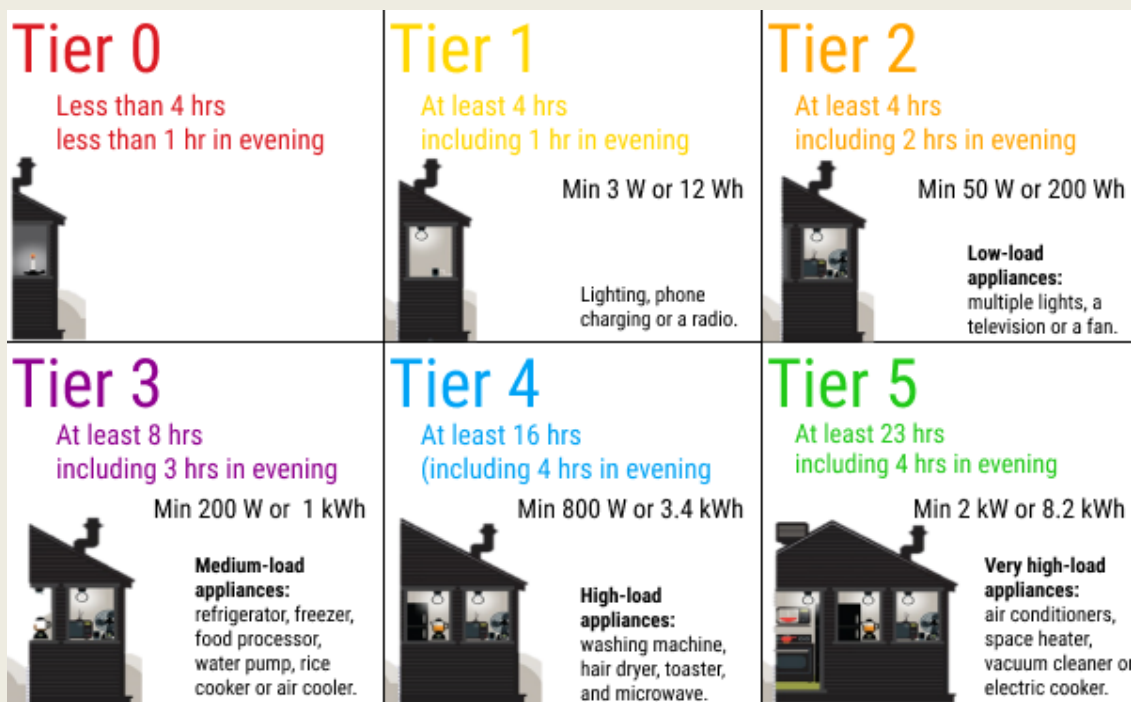 Tier 0
Less than 4 hrs
less than 1 hr in evening
Tier 1
At least 4 hrs
including 1 hr in evening
Min 3 W or 12 Wh
Lighting, phone
charging or a radio.
Tier 2
At least 4 hrs
including 2 hrs in evening
Min 50 W or 200 Wh
Low-load
appliances:
multiple lights, a
television or a fan.
Tier 3
At least 8 hrs
including 3 hrs in evening
Min 200 W or 1 kWh
Medium-load
appliances:
refrigerator, freezer,
food processor,
water pump, rice
cooker or air cooler.
Tier 4
At least 16 hrs
(including 4 hrs in evening
Min 800 W or 3.4 kWh
High-load
appliances:
washing machine,
hair dryer, toaster,
and microwave.
Tier 5
At least 23 hrs
including 4 hrs in evening
Min 2 kW or 8.2 kWh
Very high-load
appliances:
air conditioners,
space heater,
vacuum cleaner or
electric cooker.